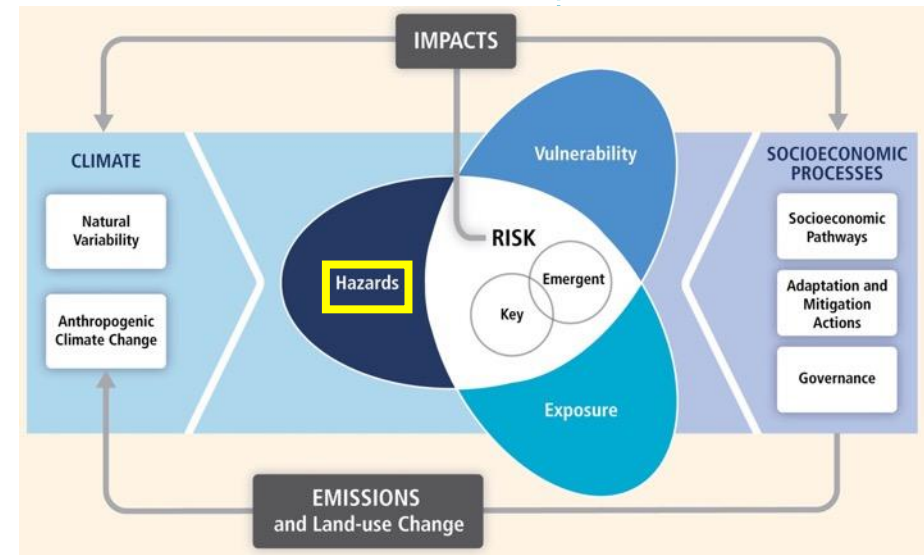 IMPACTS
CLIMATE
Natural
Variability
Anthropogenic
Climate Change
Vulnerability
Hazards
RISK
Emergent
Key
Exposure
SOCIOECONOMIC
PROCESSES
Socioeconomic
Pathways
Adaptation and
Mitigation
Actions
Governance
EMISSIONS
and Land-use Change